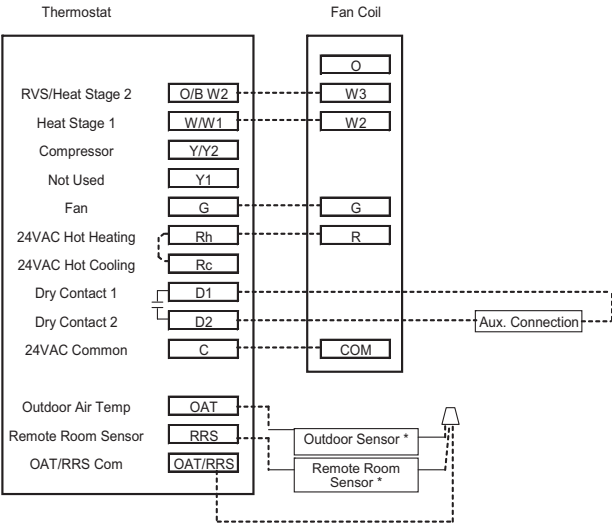 Thermostat Fan Coil
O
RVS/Heat Stage 2 O/B W2 W3
Heat Stage 1 W/W1 W2
Compressor Y/Y2
Not Used Y1
Fan G G
24VAC Hot Heating Rh R
24VAC Hot Cooling Rc
Dry Contact 1 D1
Dry Contact 2 D2 Aux. Connection
24VAC Common C COM
Outdoor Air Temp OAT
Remote Room Sensor RRS Outdoor Sensor *
OAT/RRS Com OAT/RRS Remote Room
Sensor *